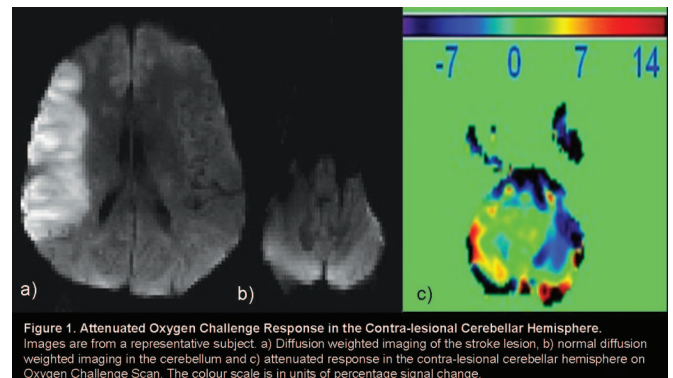 -7 0 7 14
a) b) c)
Figure 1. Attenuated Oxygen Challenge Response in the Contra-lesional Cerebellar Hemisphere.
Images are from a representative subject. a) Diffusion weighted imaging of the stroke lesion, b) normal diffusion
weighted imaging in the cerebellum and c) attenuated response in the contra-lesional cerebellar hemisphere on
Oxygen Challenge Scan. The colour scale is in units of percentage signal change.